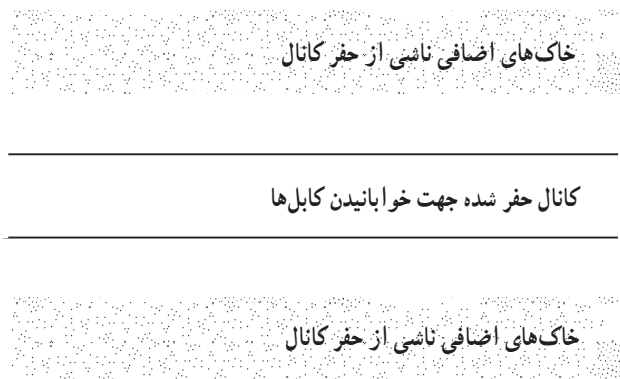 خاک‌های اضافی ناشی از حفر کانال
کانال حفر شده جهت خوابانیدن کابل‌ها
خاک‌های اضافی ناشی از حفر کانال